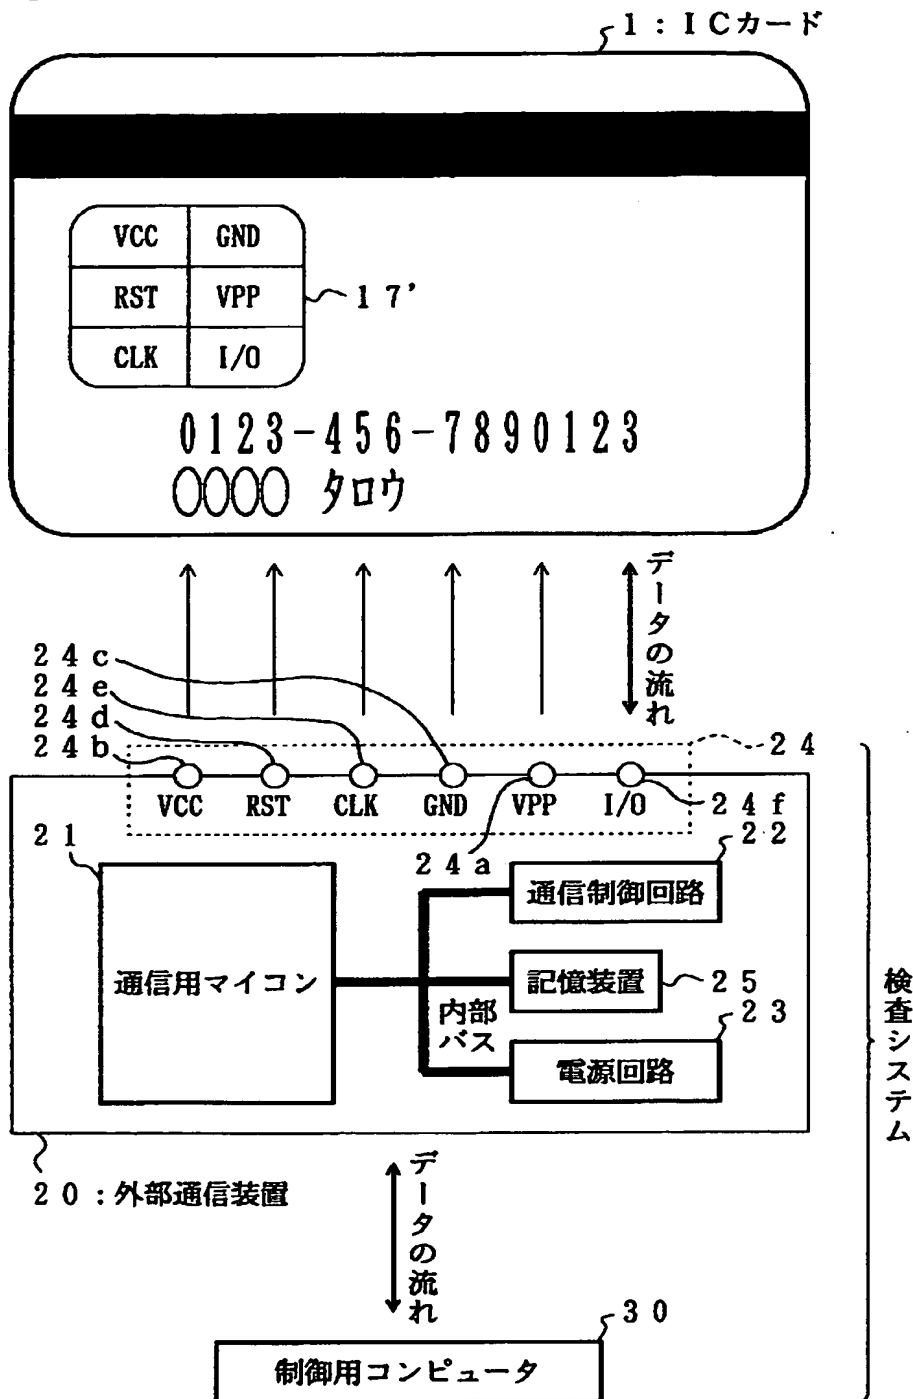 1：ＩＣカード
VCC GND
RST VPP
CLK I/O
17'
0123-456-7890123
○○○○ タロウ
データの流れ
24c
24e
24d
24b
24
VCC RST CLK GND VPP I/O
24f
21
24a
22
通信制御回路
通信用マイコン
記憶装置
25
内部
バス
23
電源回路
検査システム
20：外部通信装置
データの流れ
30
制御用コンピュータ